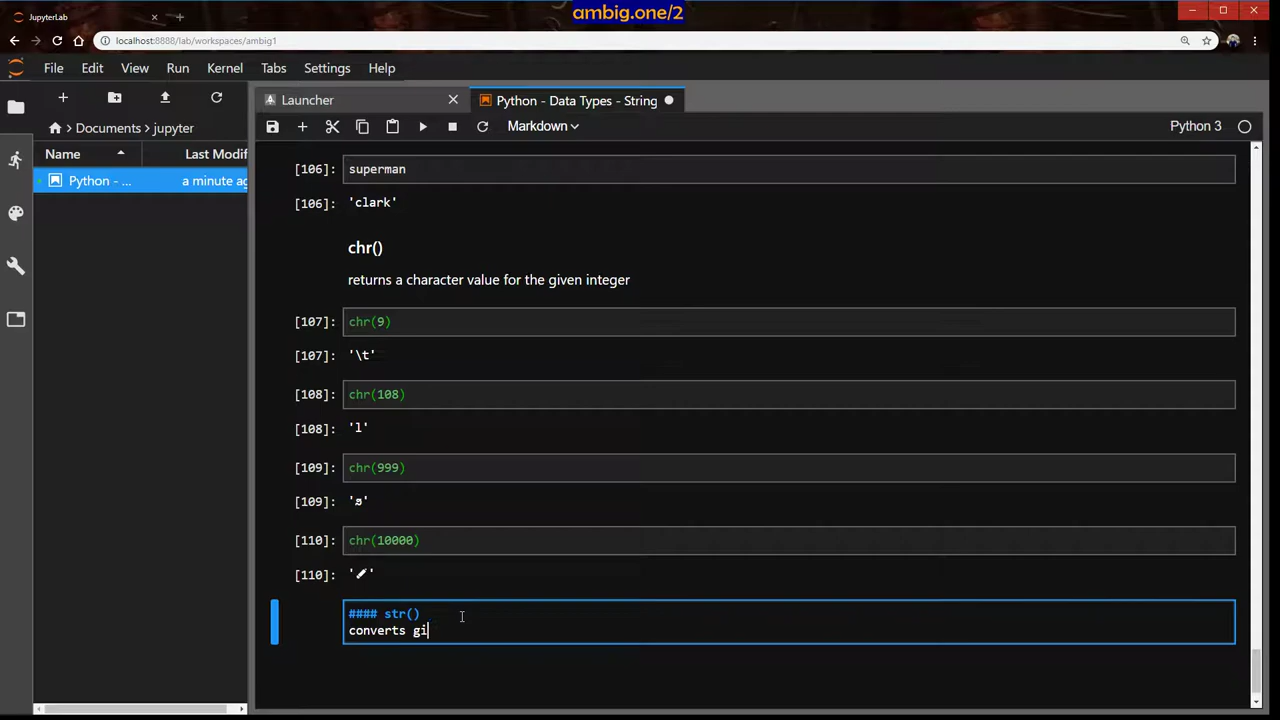 ambig.one/2
JupyterLab
localhost:8888/lab/workspaces/ambig1
File Edit View Run Kernel Tabs Settings Help
Launcher
Python - Data Types - String
Documents jupyter
Markdown
Python 3
Name Last Modif
Python - ... a minute ag
[106]: superman
[106]: 'clark'
chr()
returns a character value for the given integer
[107]: chr(9)
[107]: '\t'
[108]: chr(108)
[108]: 'l'
[109]: chr(999)
[109]: 'ϧ'
[110]: chr(10000)
[110]: '✐'
#### str()
converts gi